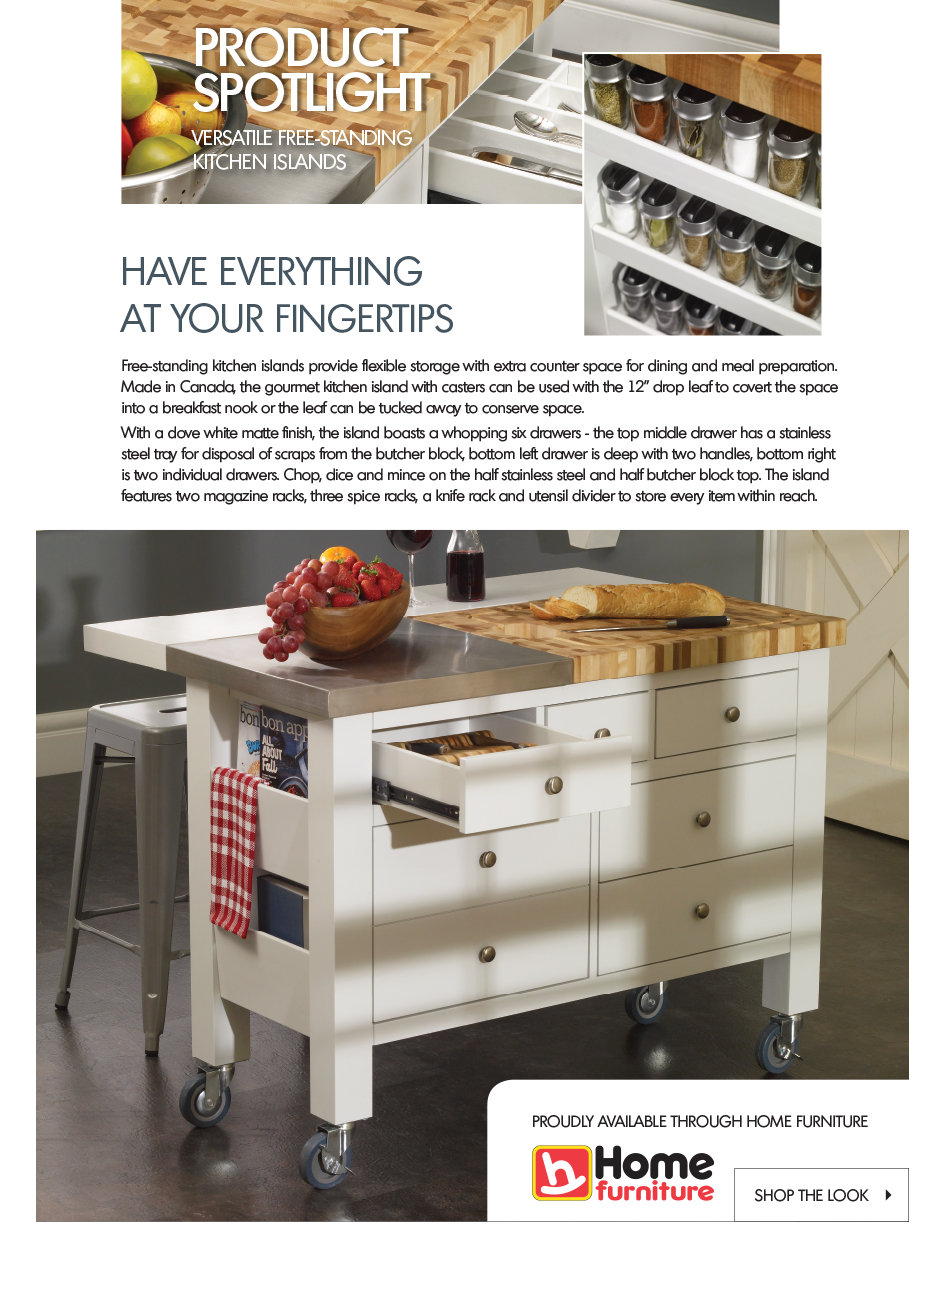 PRODUCT
SPOTLIGHT
VERSATILE FREE-STANDING
KITCHEN ISLANDS
HAVE EVERYTHING
AT YOUR FINGERTIPS
Free-standing kitchen islands provide flexible storage with extra counter space for dining and meal preparation.
Made in Canada, the gourmet kitchen island with casters can be used with the 12” drop leaf to covert the space
into a breakfast nook or the leaf can be tucked away to conserve space.
With a dove white matte finish, the island boasts a whopping six drawers - the top middle drawer has a stainless
steel tray for disposal of scraps from the butcher block, bottom left drawer is deep with two handles, bottom right
is two individual drawers. Chop, dice and mince on the half stainless steel and half butcher block top. The island
features two magazine racks, three spice racks, a knife rack and utensil divider to store every item within reach.
bon
bon app
ALL
ABOUT
Fall
PROUDLY AVAILABLE THROUGH HOME FURNITURE
h Home
furniture
SHOP THE LOOK